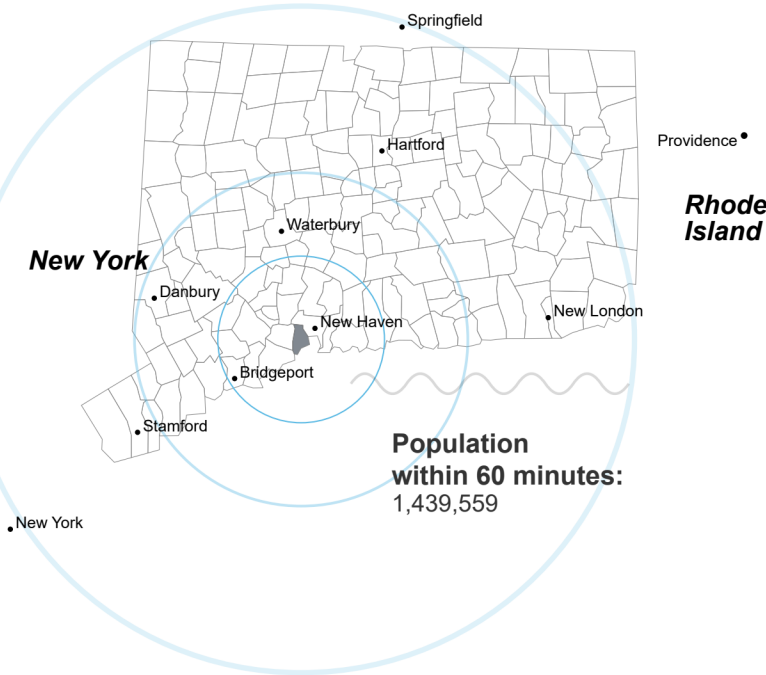 Springfield
Providence
Hartford
Rhode
Island
Waterbury
New York
Danbury
New London
New Haven
Bridgeport
Stamford
Population
within 60 minutes:
1,439,559
New York